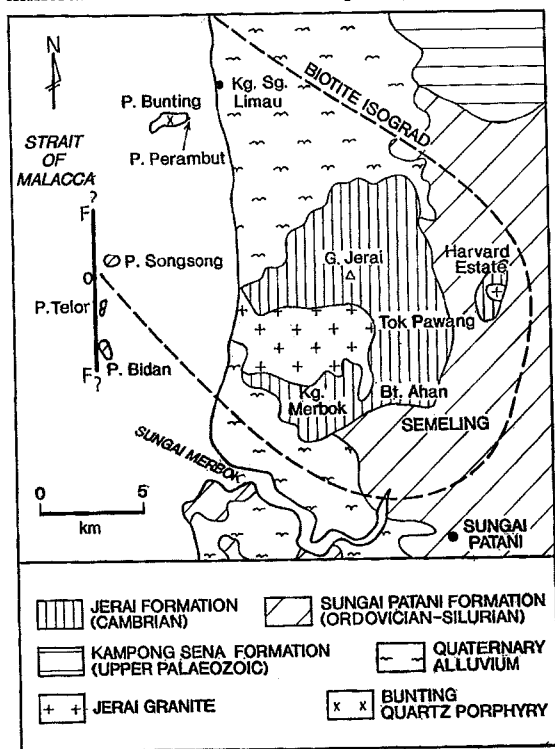 N
P. Bunting
Kg. Sg.
Limau
P. Perambut
BIOTITE ISOGRAD
STRAIT
OF
MALACCA
?
F
P. Songsong
O
P. Telor
P. Bidan
F
?
G. Jerai
Harvard
Estate
Tok Pawang
Kg.
Merbok
Bt. Ahan
SEMELING
SUNGAI MERBOK
0 5
km
SUNGAI
PATANI
JERAI FORMATION
(CAMBRIAN)
SUNGAI PATANI FORMATION
(ORDOVICIAN-SILURIAN)
KAMPONG SENA FORMATION
(UPPER PALAEOZOIC)
QUATERNARY
ALLUVIUM
JERAI GRANITE
BUNTING
QUARTZ PORPHYRY